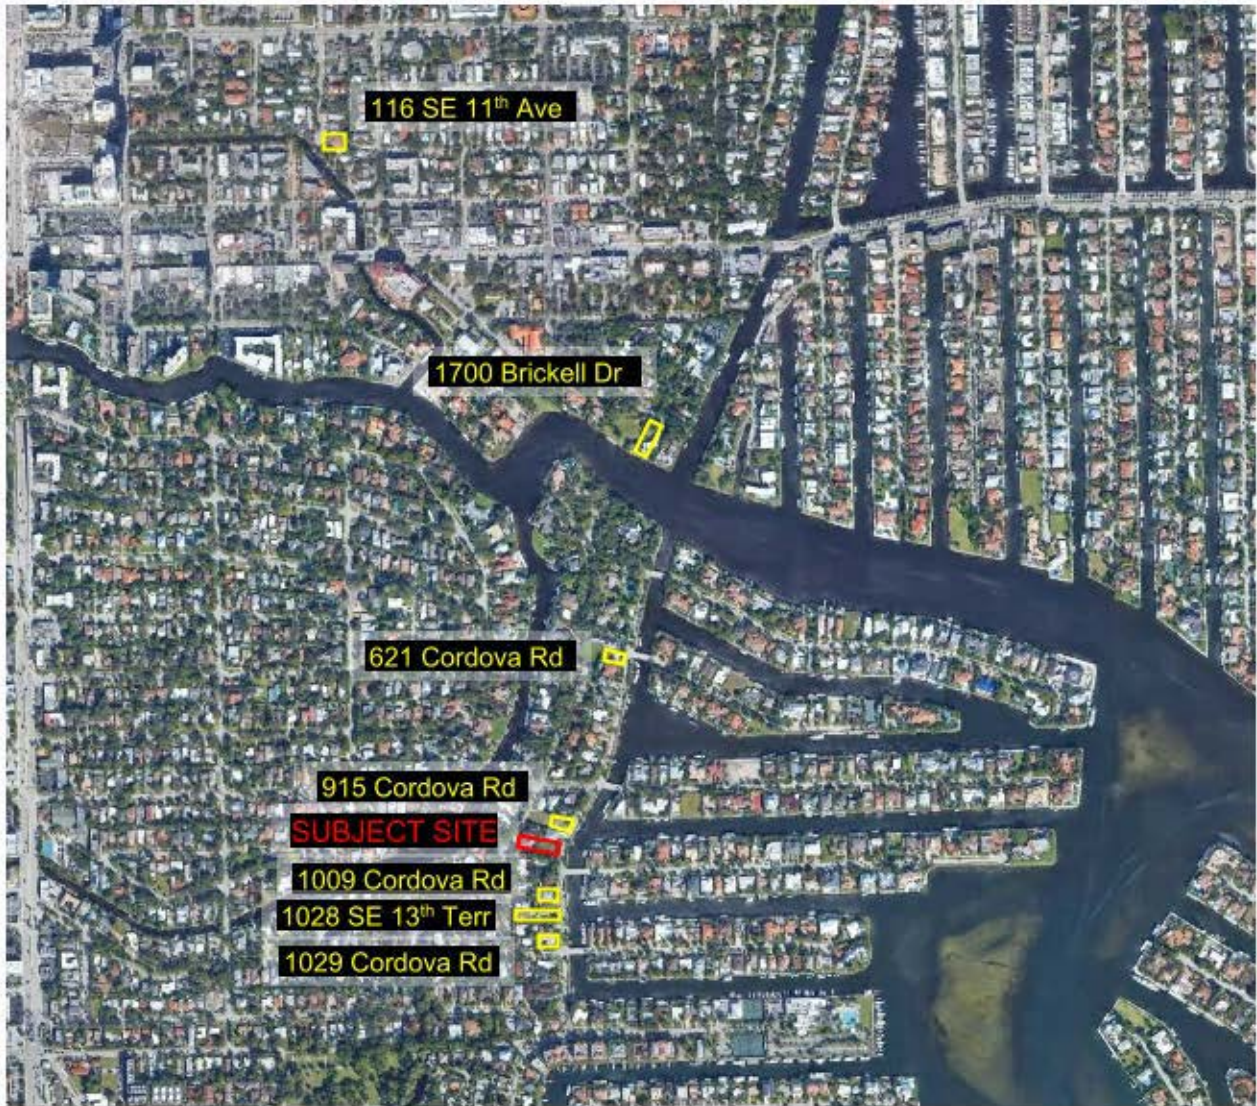 116 SE 11th Ave
1700 Brickell Dr
621 Cordova Rd
915 Cordova Rd
SUBJECT SITE
1009 Cordova Rd
1028 SE 13th Terr
1029 Cordova Rd